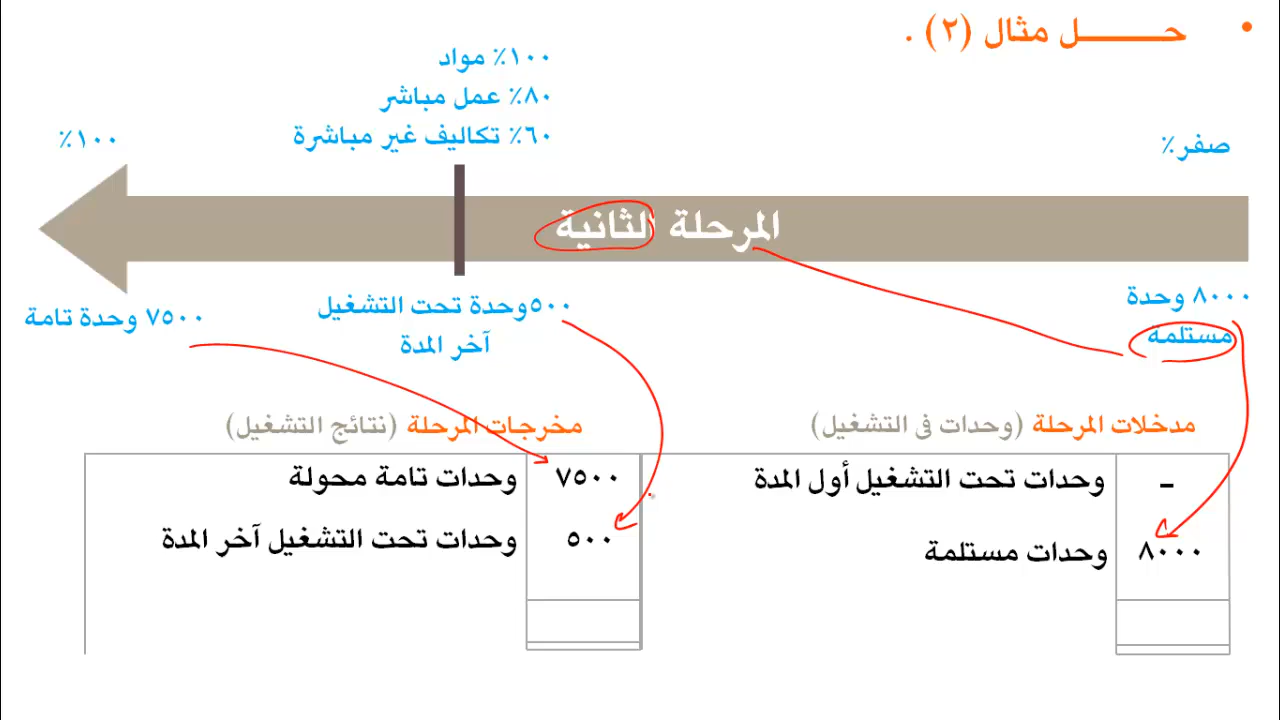 • حـــــــــــل مثال (٢) .
١٠٠٪ مواد
٨٠٪ عمل مباشر
٦٠٪ تكاليف غير مباشرة
صفر٪
١٠٠٪
المرحلة الثانية
٨٠٠٠ وحدة
مستلمة
٥٠٠وحدة تحت التشغيل
آخر المدة
٧٥٠٠ وحدة تامة
مدخلات المرحلة (وحدات فى التشغيل)
مخرجات المرحلة (نتائج التشغيل)
ـ وحدات تحت التشغيل أول المدة
٨٠٠٠ وحدات مستلمة
٧٥٠٠ وحدات تامة محولة
٥٠٠ وحدات تحت التشغيل آخر المدة